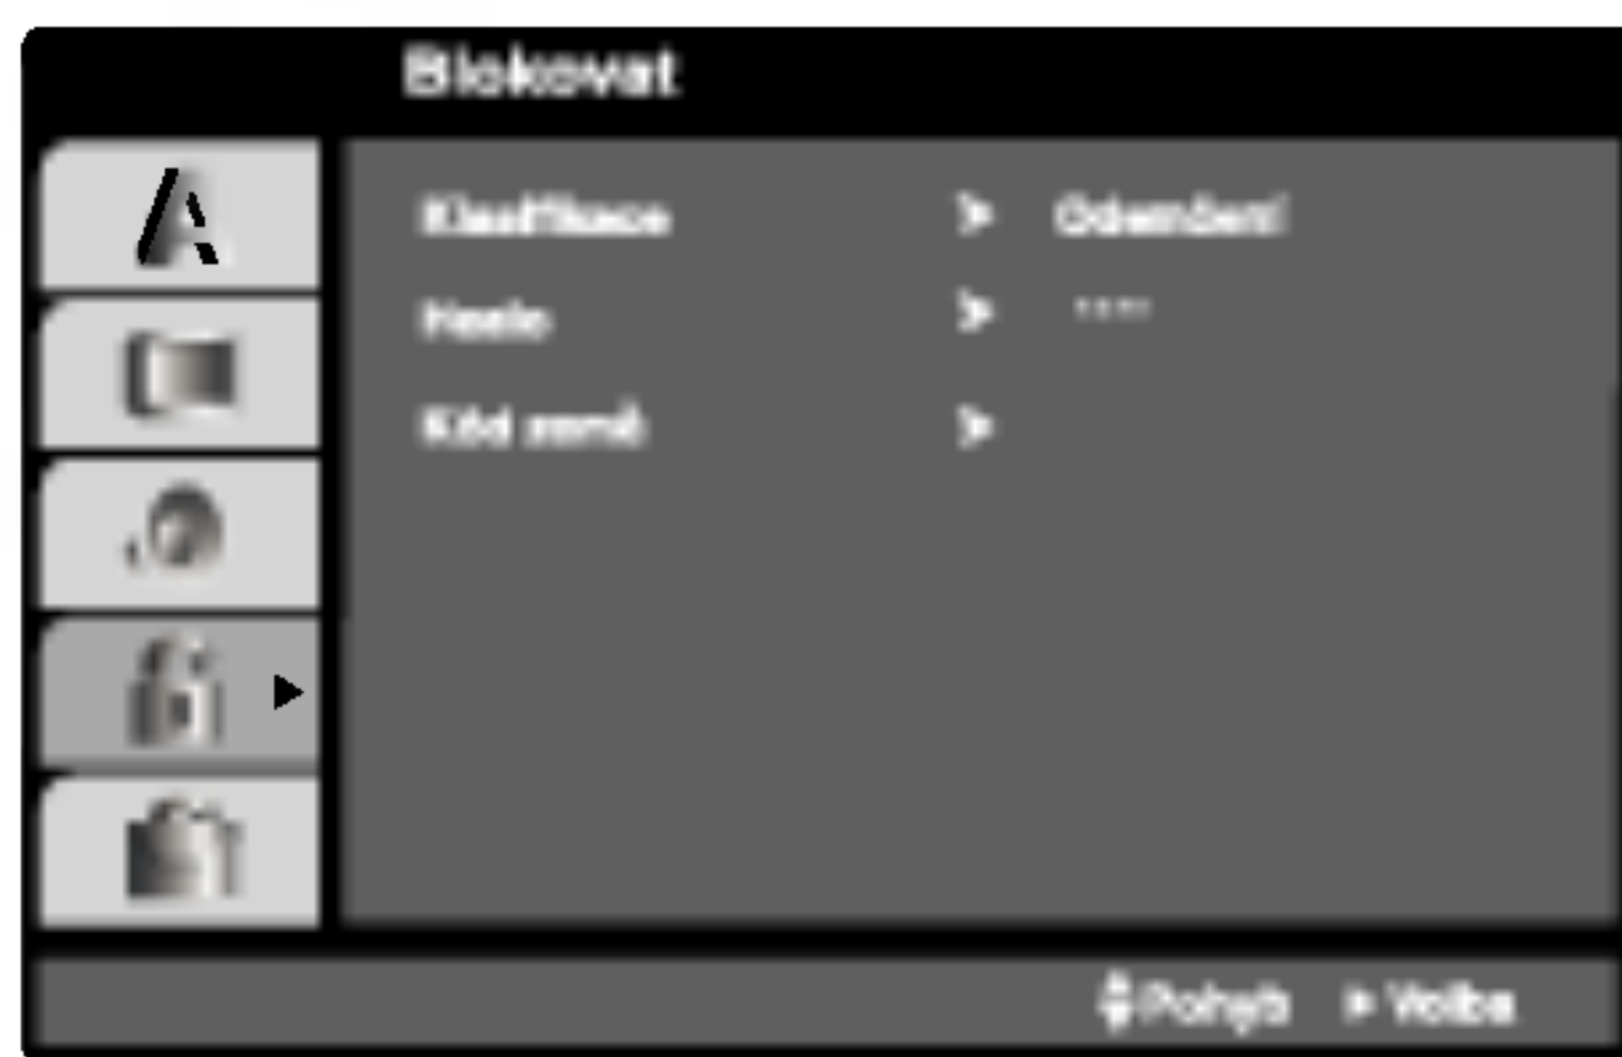 Blokovat
Klasifikace > Odemčení
Heslo > ****
Kód země >
Pohyb Volba